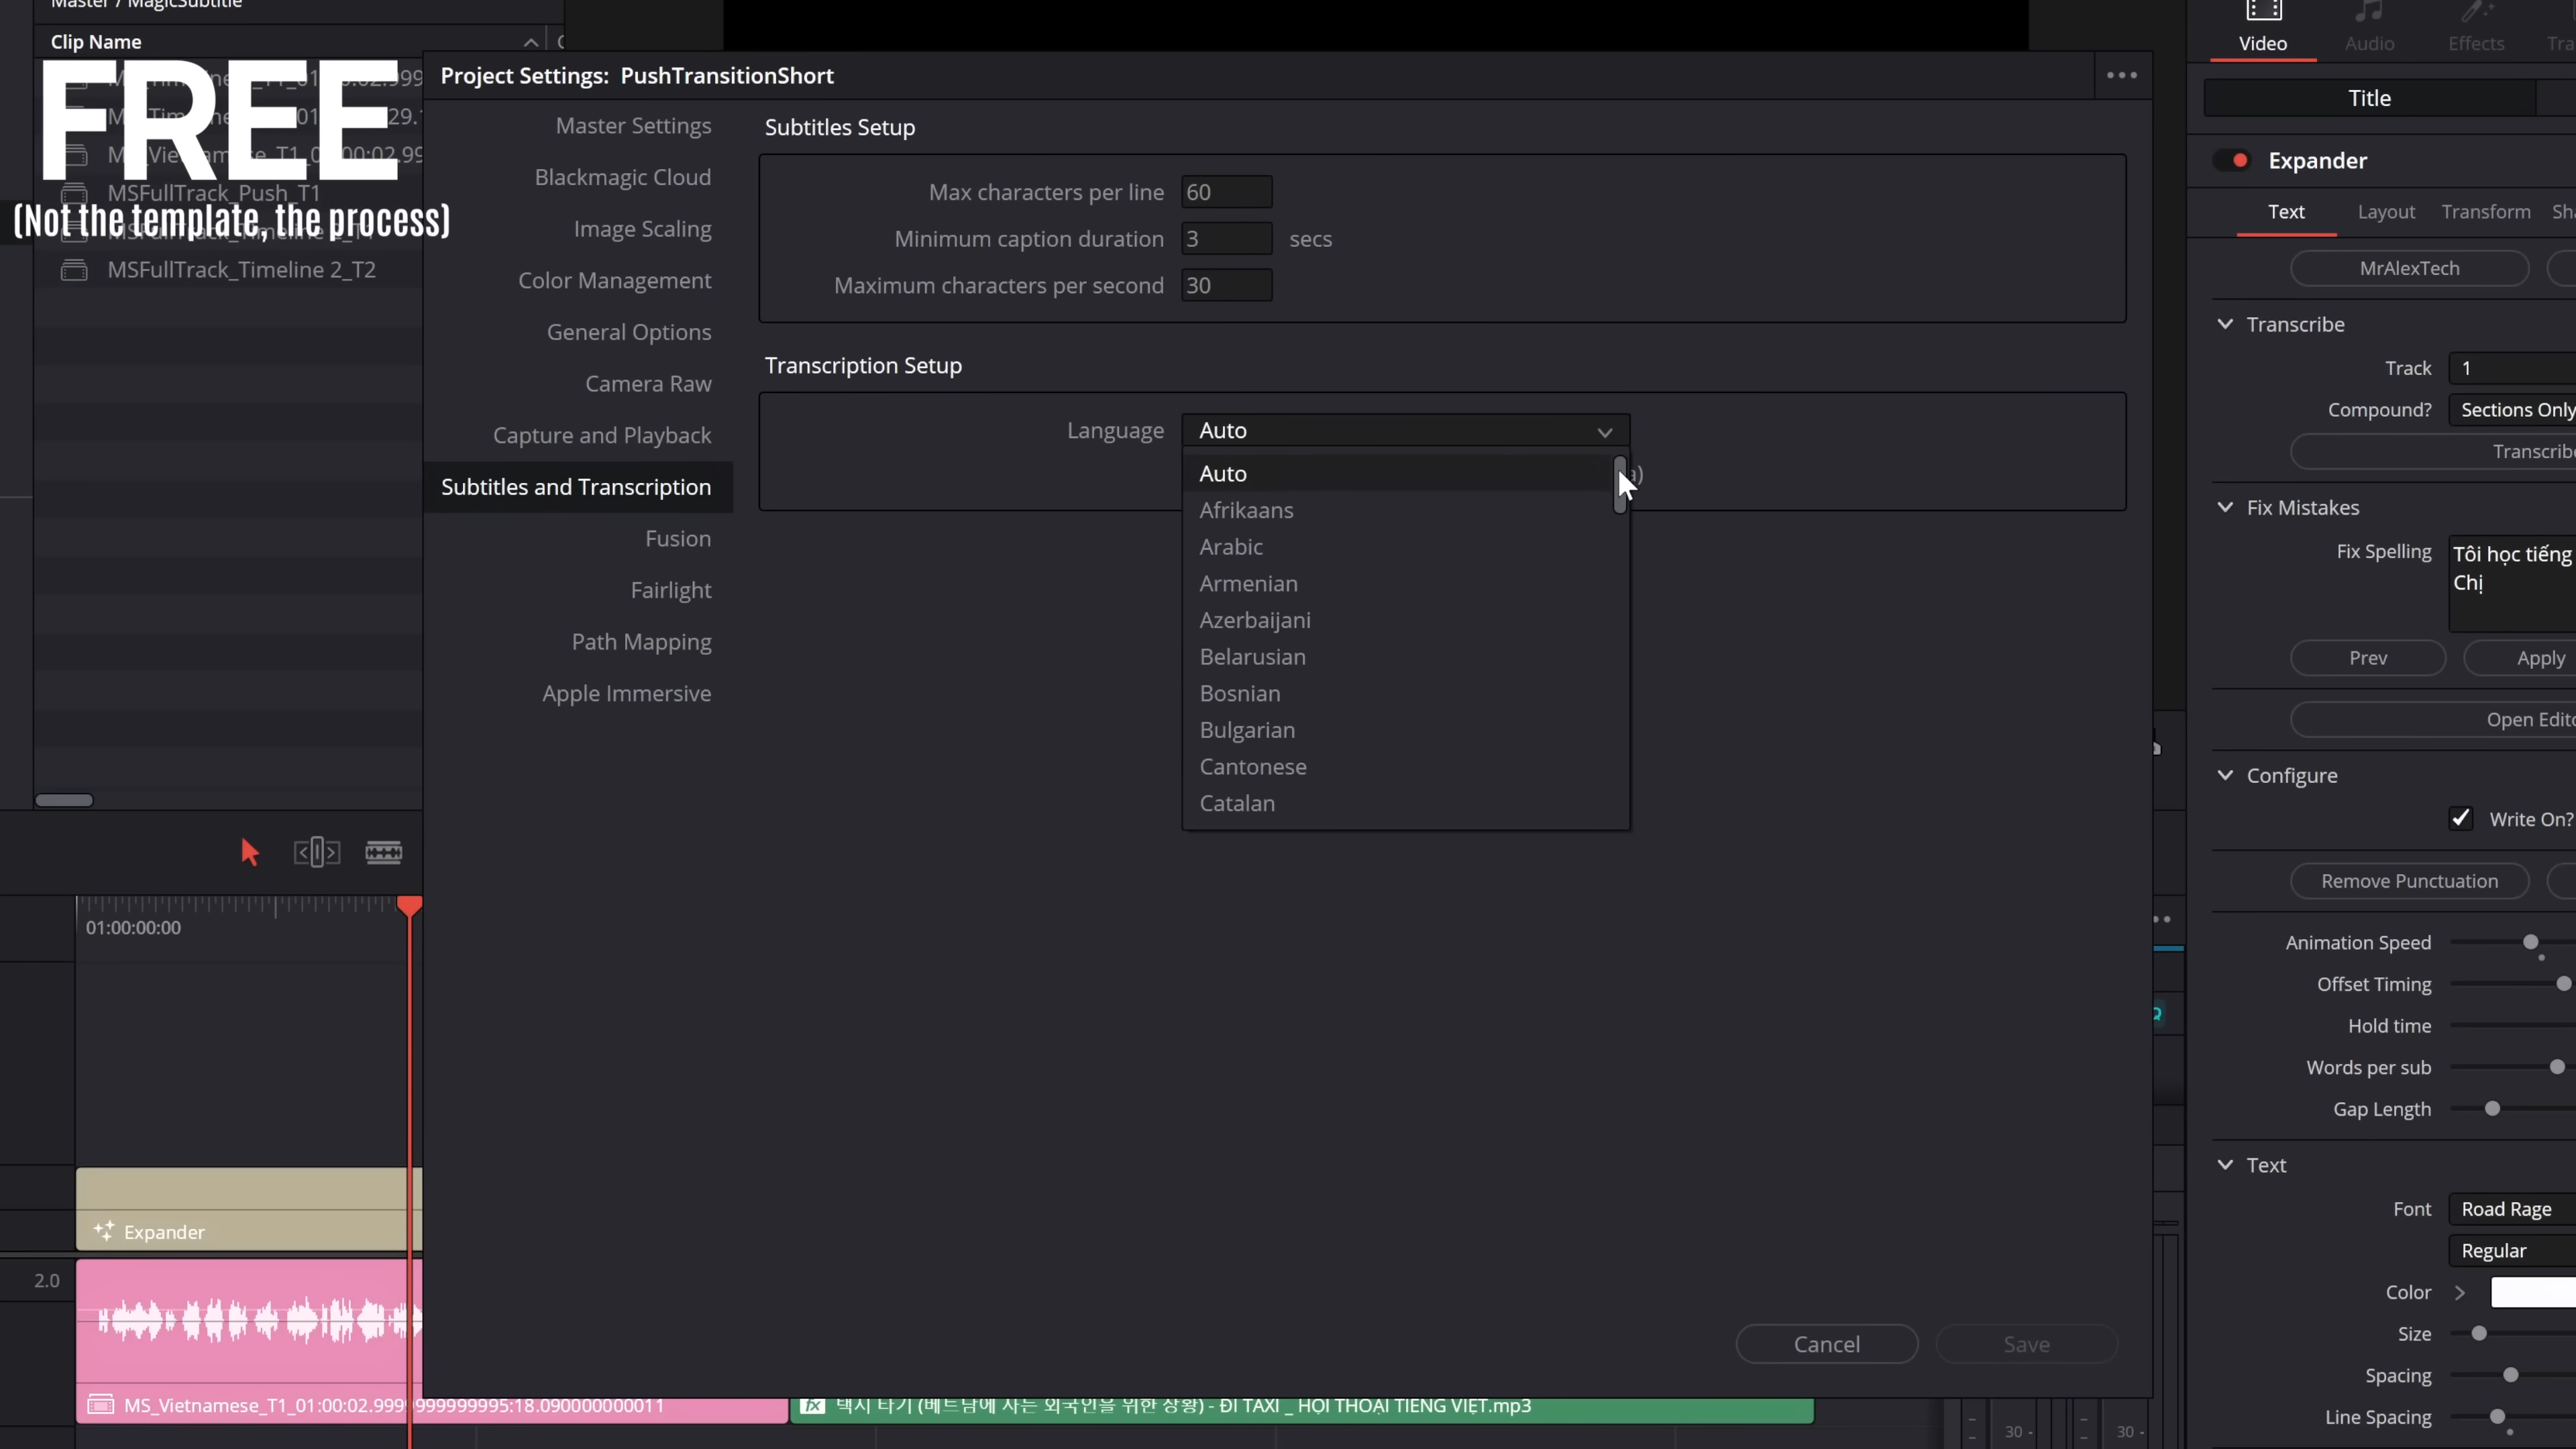 Master / MagicSubtitle
Clip Name
FREE
(Not the template, the process)
MSFullTrack_Push_T1
MSFullTrack_Timeline 2_T2
Project Settings: PushTransitionShort
Master Settings
Blackmagic Cloud
Image Scaling
Color Management
General Options
Camera Raw
Capture and Playback
Subtitles and Transcription
Fusion
Fairlight
Path Mapping
Apple Immersive
Subtitles Setup
Max characters per line 60
Minimum caption duration 3 secs
Maximum characters per second 30
Transcription Setup
Language Auto
Auto
Afrikaans
Arabic
Armenian
Azerbaijani
Belarusian
Bosnian
Bulgarian
Cantonese
Catalan
Cancel
Save
Video
Audio
Effects
Title
Expander
Text
Layout
Transform
MrAlexTech
Transcribe
Track 1
Compound? Sections Only
Transcribe
Fix Mistakes
Fix Spelling Tôi học tiếng
Chị
Prev
Apply
Open
Configure
Write On?
Remove Punctuation
Animation Speed
Offset Timing
Hold time
Words per sub
Gap Length
Text
Font Road Rage
Regular
Color
Size
Spacing
Line Spacing
01:00:00:00
Expander
2.0
MS_Vietnamese_T1_01:00:02.9999999999995:18.090000000011
fx 택시 타기 (베트남에 사는 외국인을 위한 상황) - ĐI TAXI _ HỘI THOẠI TIẾNG VIỆT.mp3
30
30